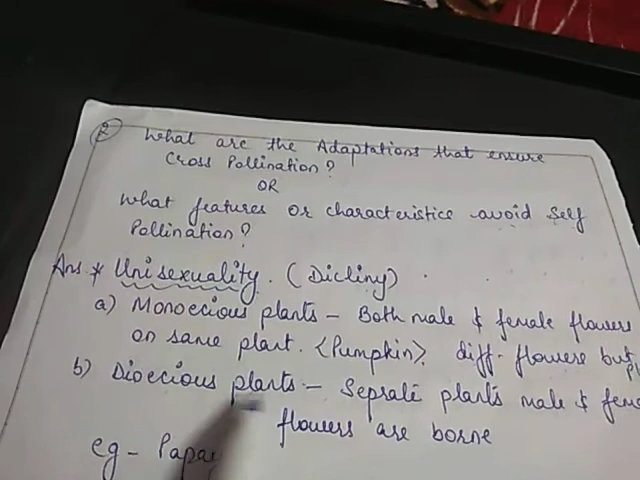 2 What are the Adaptations that ensure
Cross Pollination?
OR
What features or characteristics avoid Self
Pollination?
Ans * Unisexuality. (Dicliny)
a) Monoecious plants - Both male & female flowers
on same plant. <Pumpkin> diff- flowers but
b) Dioecious plants - Seprate plants male &
flowers are borne
eg -